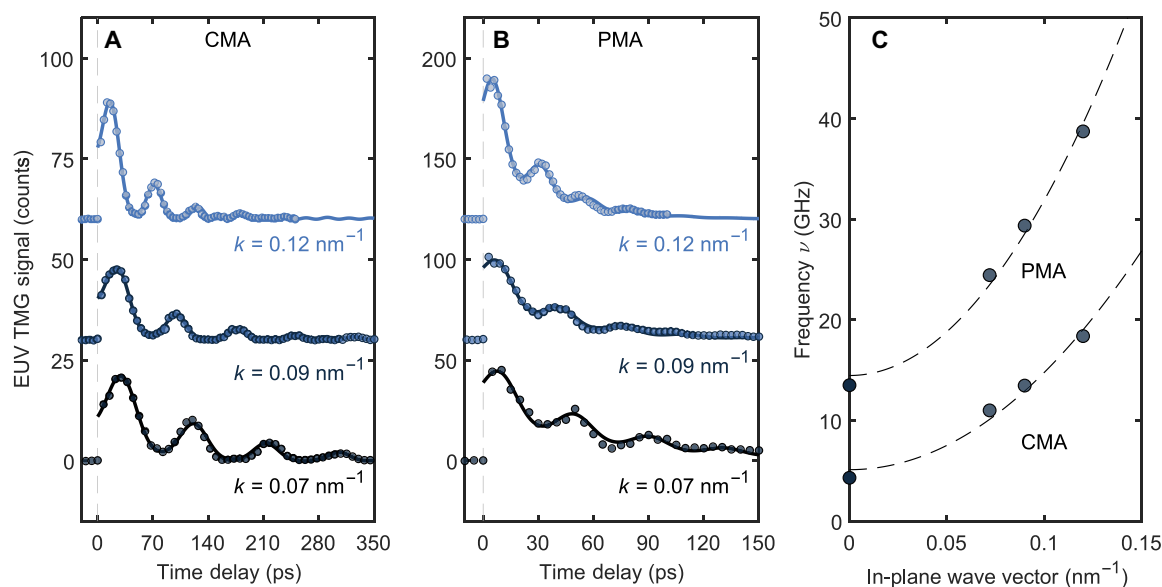 A
CMA
EUV TMG signal (counts)
100
75
50
25
0
k = 0.12 nm⁻¹
k = 0.09 nm⁻¹
k = 0.07 nm⁻¹
0 70 140 210 280 350
Time delay (ps)
B
PMA
200
150
100
50
0
k = 0.12 nm⁻¹
k = 0.09 nm⁻¹
k = 0.07 nm⁻¹
0 30 60 90 120 150
Time delay (ps)
C
Frequency ν (GHz)
50
40
30
20
10
0
PMA
CMA
0 0.05 0.1 0.15
In-plane wave vector (nm⁻¹)